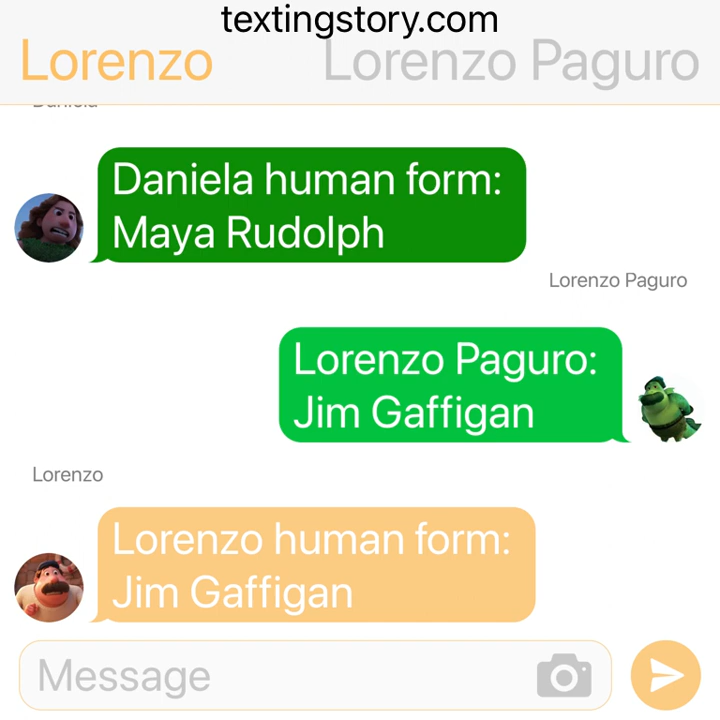 textingstory.com
Lorenzo
Lorenzo Paguro
Daniela human form:
Maya Rudolph
Lorenzo Paguro
Lorenzo Paguro:
Jim Gaffigan
Lorenzo
Lorenzo human form:
Jim Gaffigan
Message